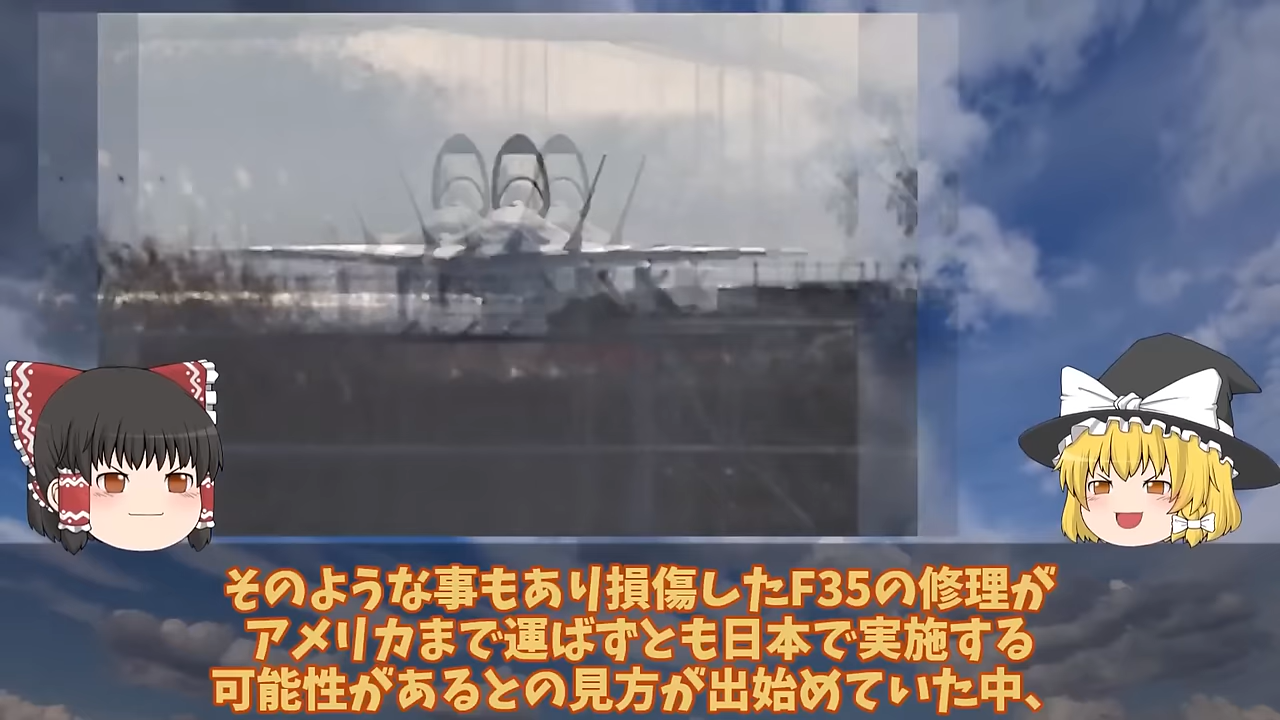 そのような事もあり損傷したF35の修理が
アメリカまで運ばずとも日本で実施する
可能性があるとの見方が出始めていた中、